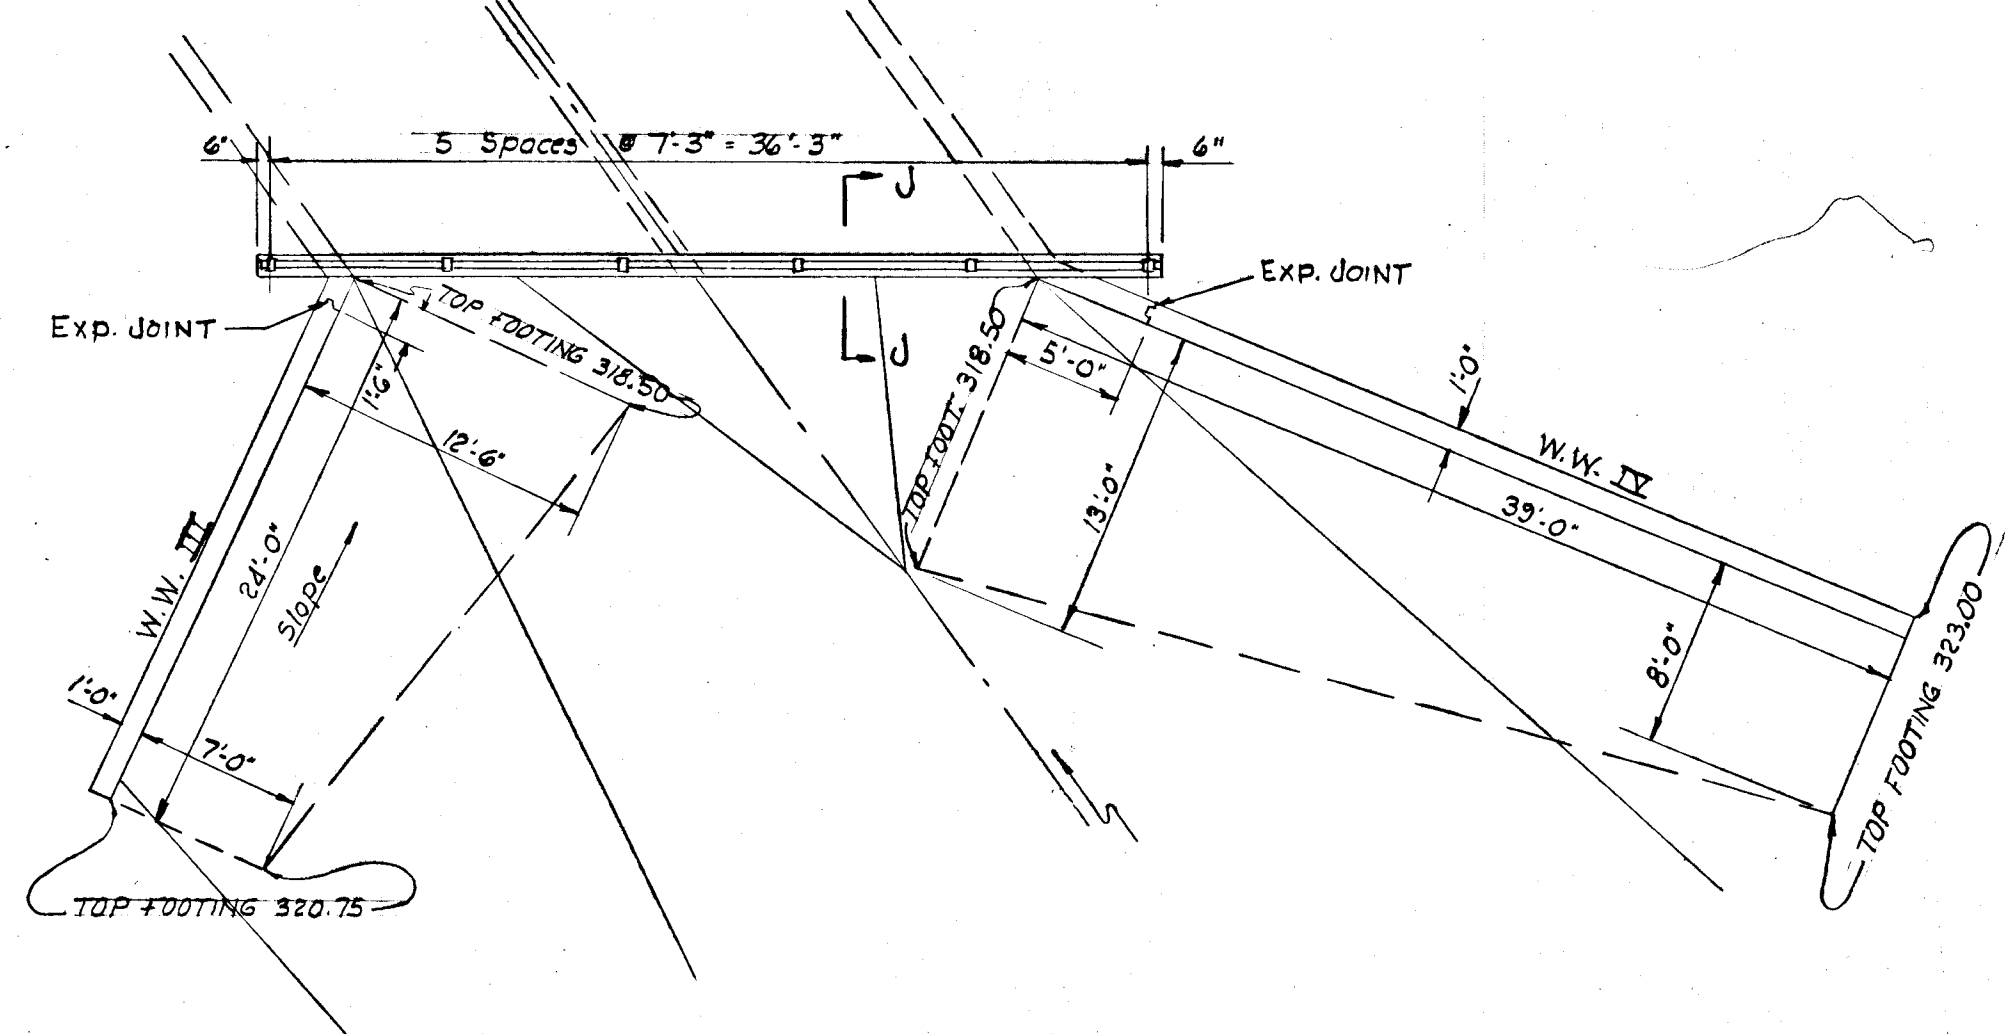 6"
5 Spaces @ 7'-3" = 36'-3"
6"
J
EXP. JOINT
EXP. JOINT
TOP FOOTING 318.50
TOP FOOT. 318.50
J
5'-0"
1'-0"
1'-6"
12'-6"
W.W. IV
13'-0"
39'-0"
W.W. III
24'-0"
Slope
8'-0"
1'-0"
7'-0"
TOP FOOTING 323.00
TOP FOOTING 320.75